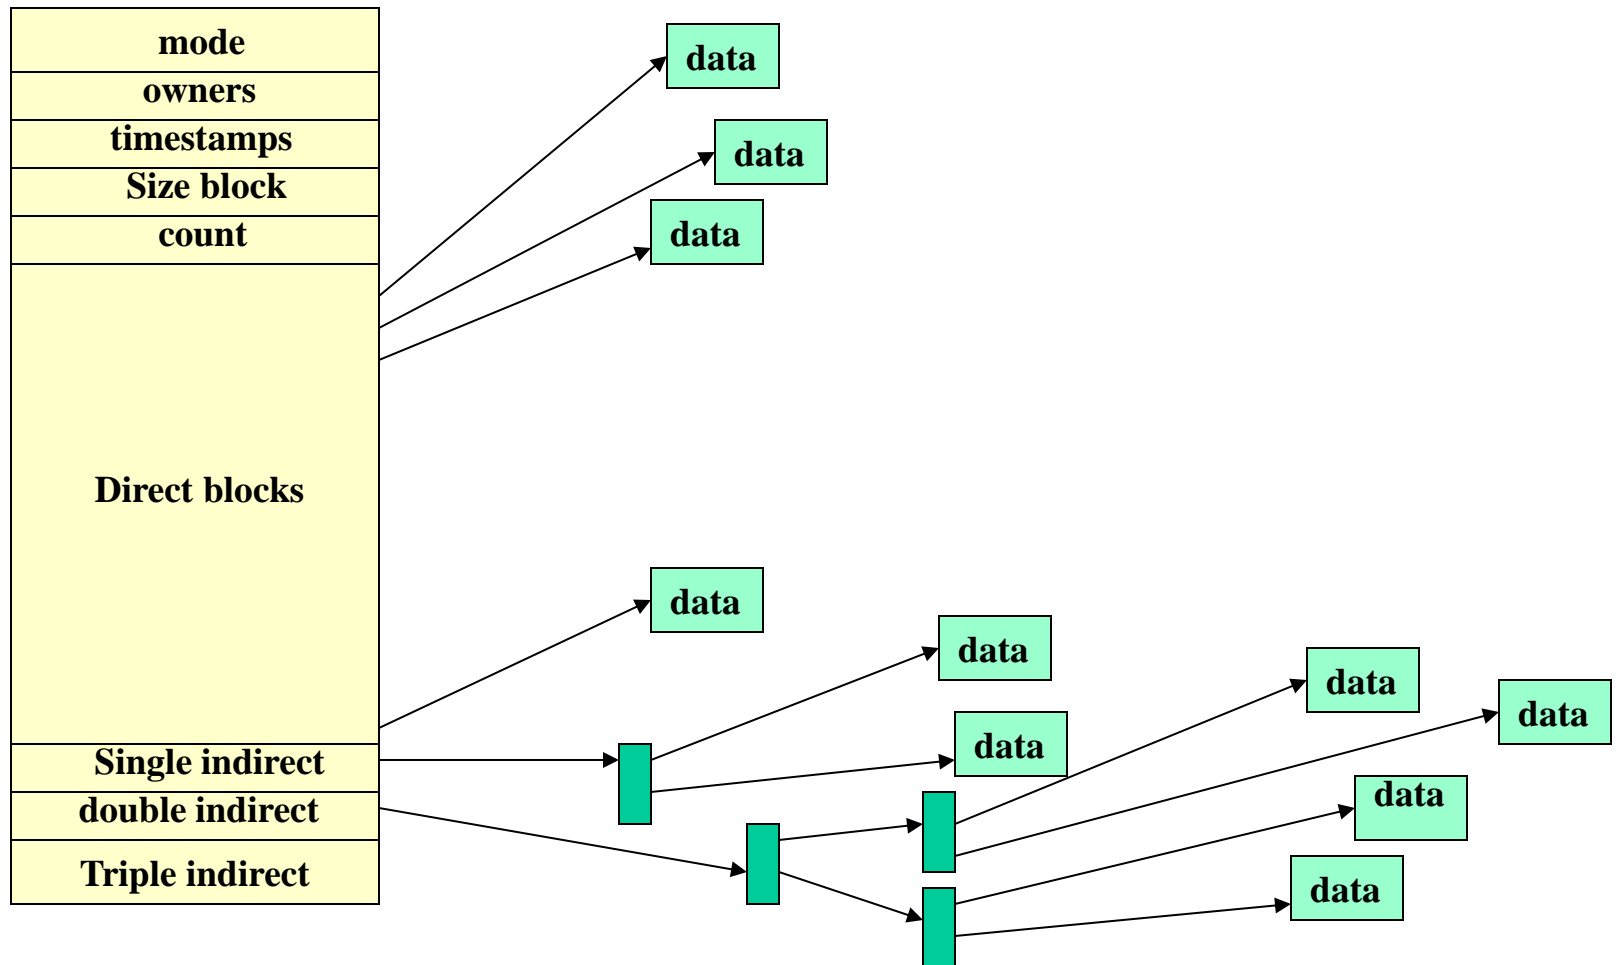 mode
owners
timestamps
Size block
count
Direct blocks
Single indirect
double indirect
Triple indirect
data
data
data
data
data
data
data
data
data
data